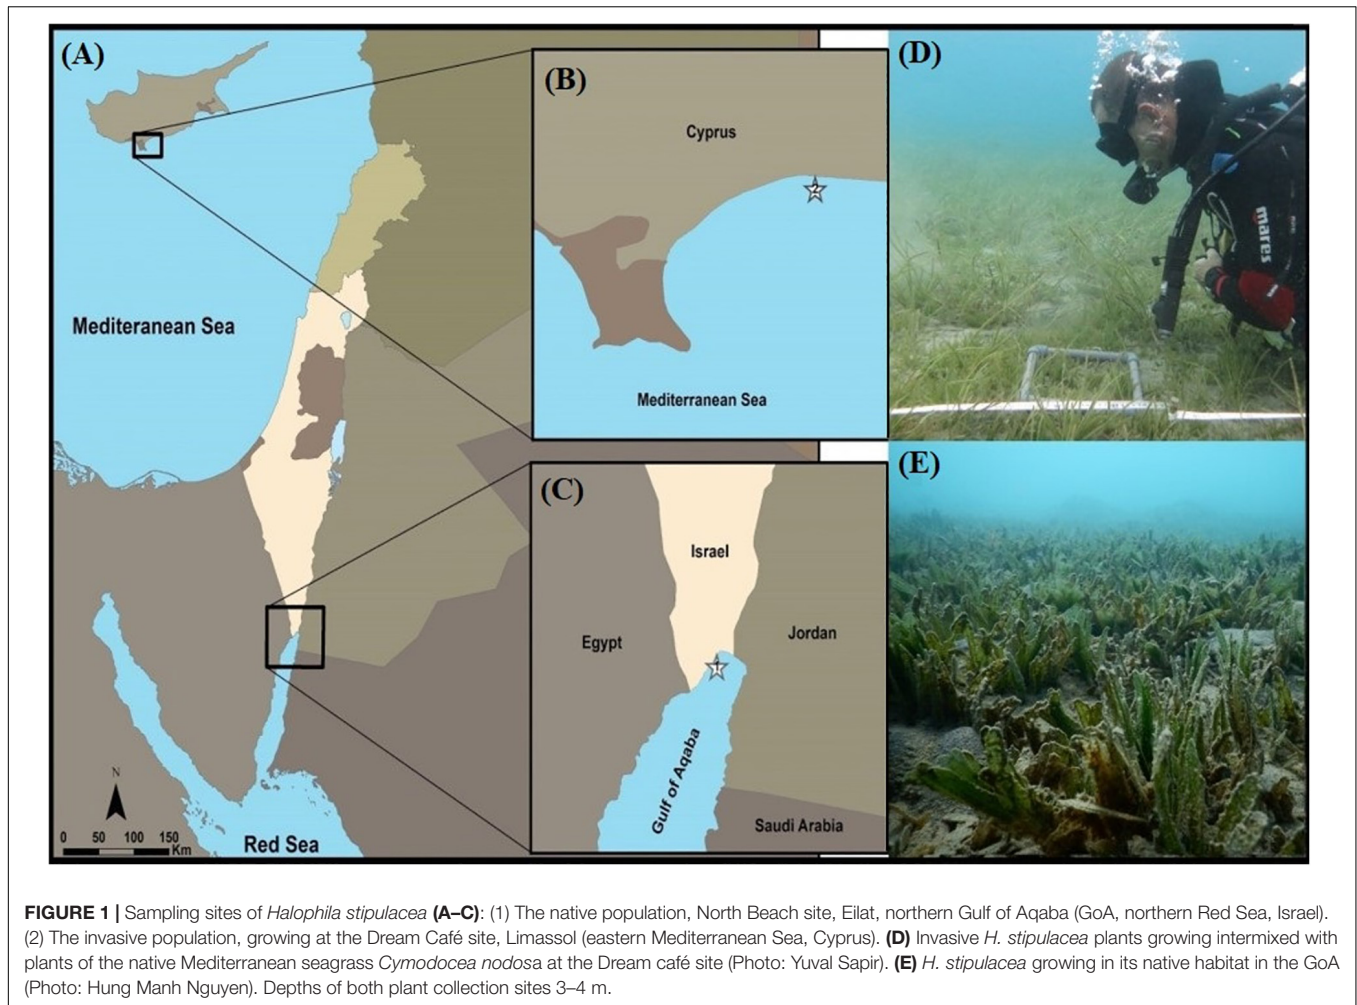 (A)
Mediteranean Sea
N
0 50 100 150
Km
Red Sea
(B)
Cyprus
2
Mediterranean Sea
(C)
Israel
Egypt
Jordan
1
Gulf of Aqaba
Saudi Arabia
(D)
mares
(E)
FIGURE 1 | Sampling sites of Halophila stipulacea (A–C): (1) The native population, North Beach site, Eilat, northern Gulf of Aqaba (GoA, northern Red Sea, Israel).
(2) The invasive population, growing at the Dream Café site, Limassol (eastern Mediterranean Sea, Cyprus). (D) Invasive H. stipulacea plants growing intermixed with
plants of the native Mediterranean seagrass Cymodocea nodosa at the Dream café site (Photo: Yuval Sapir). (E) H. stipulacea growing in its native habitat in the GoA
(Photo: Hung Manh Nguyen). Depths of both plant collection sites 3–4 m.